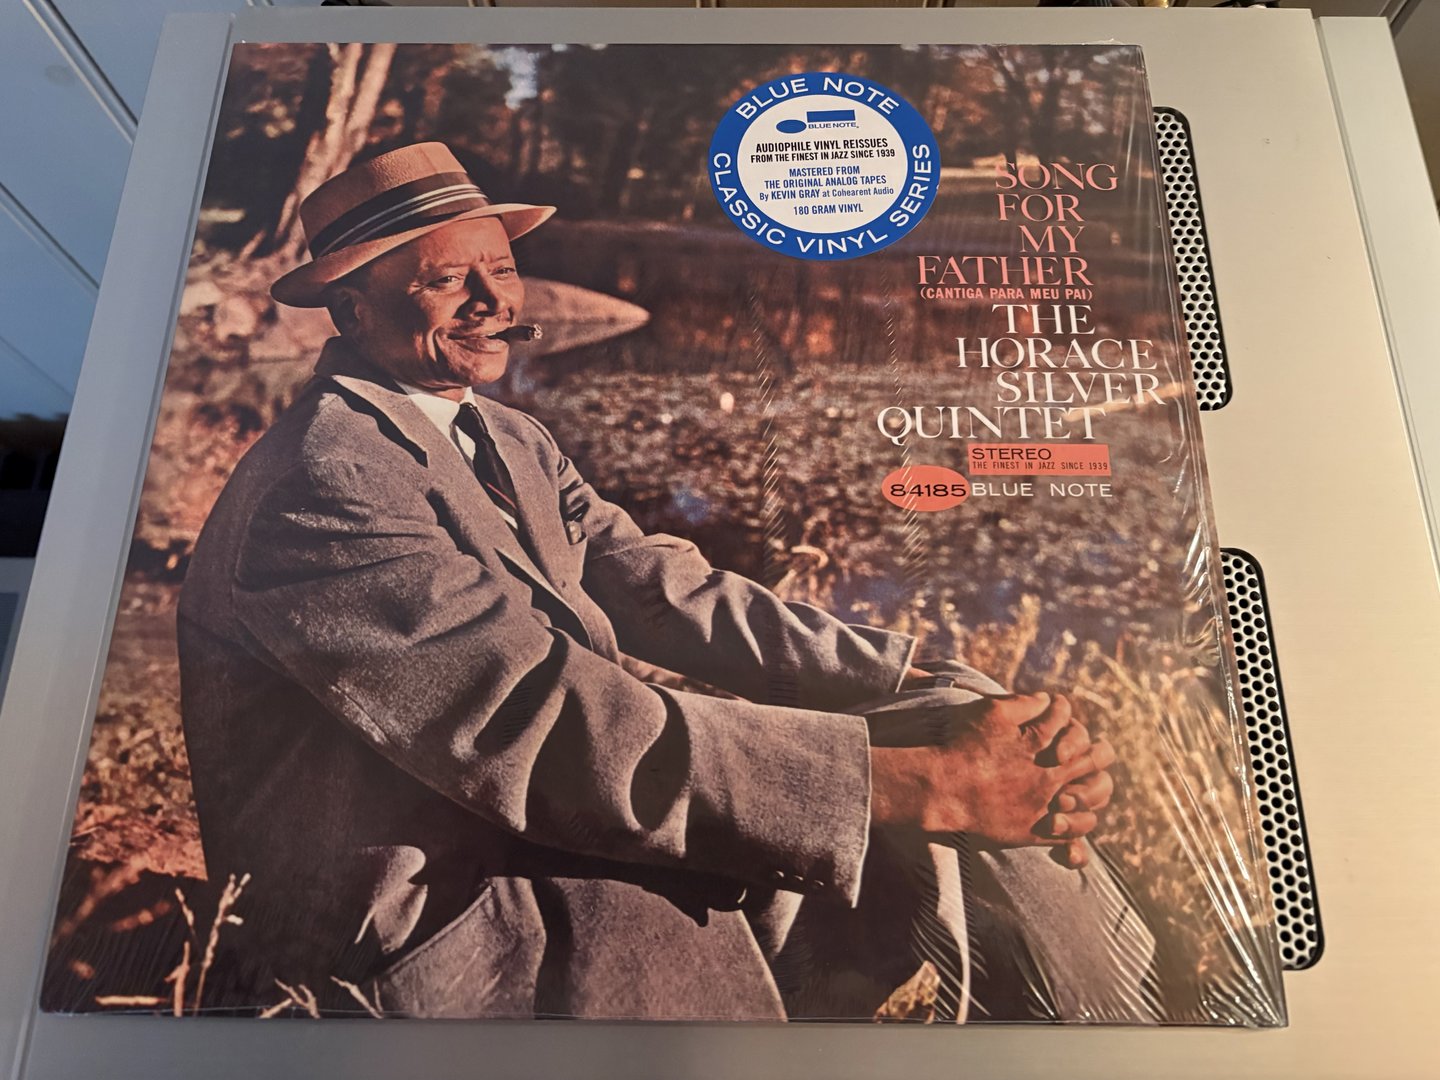 BLUE NOTE
BLUE NOTE
AUDIOPHILE VINYL REISSUES
FROM THE FINEST IN JAZZ SINCE 1939
MASTERED FROM
THE ORIGINAL ANALOG TAPES
By KEVIN GRAY at Cohearent Audio
180 GRAM VINYL
CLASSIC VINYL SERIES
SONG
FOR
MY
FATHER
(CANTIGA PARA MEU PAI)
THE
HORACE
SILVER
QUINTET
STEREO
THE FINEST IN JAZZ SINCE 1939
84185 BLUE NOTE